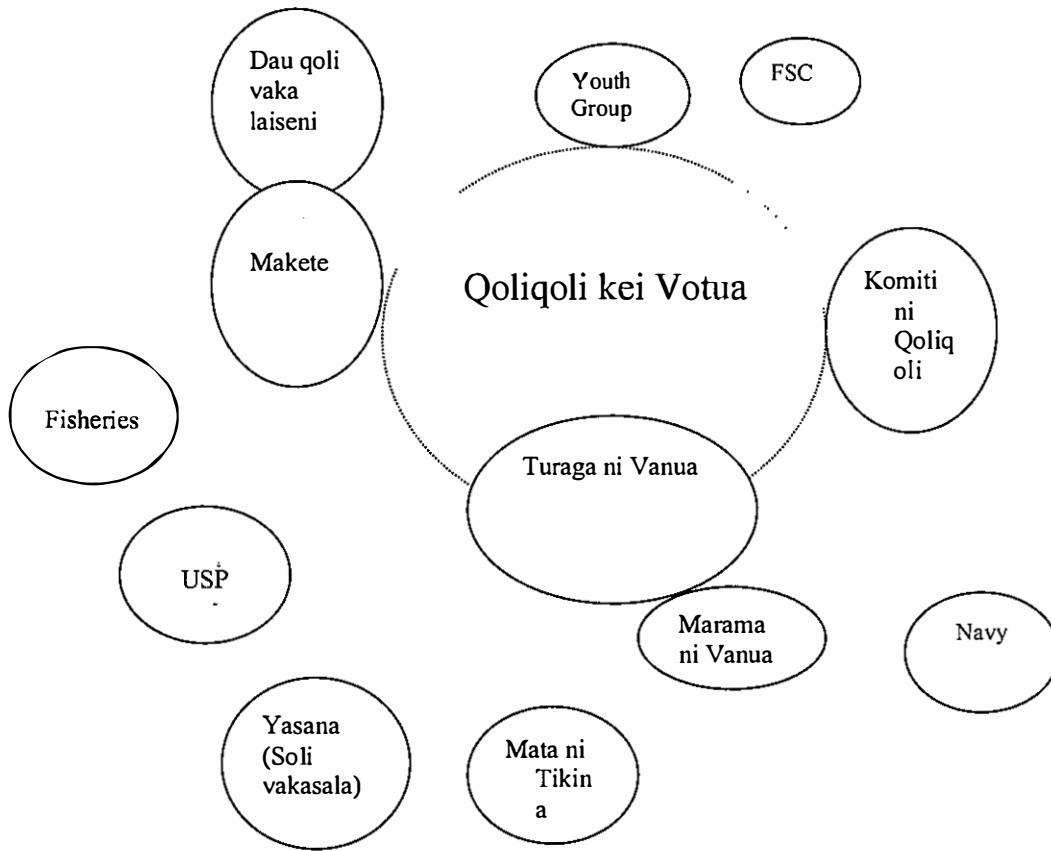 Dau qoli
vaka
laiseni
Youth
Group
FSC
Makete
Qoliqoli kei Votua
Komiti
ni
Qoliq
oli
Fisheries
Turaga ni Vanua
USP
Marama
ni Vanua
Navy
Yasana
(Soli
vakasala)
Mata ni
Tikin
a